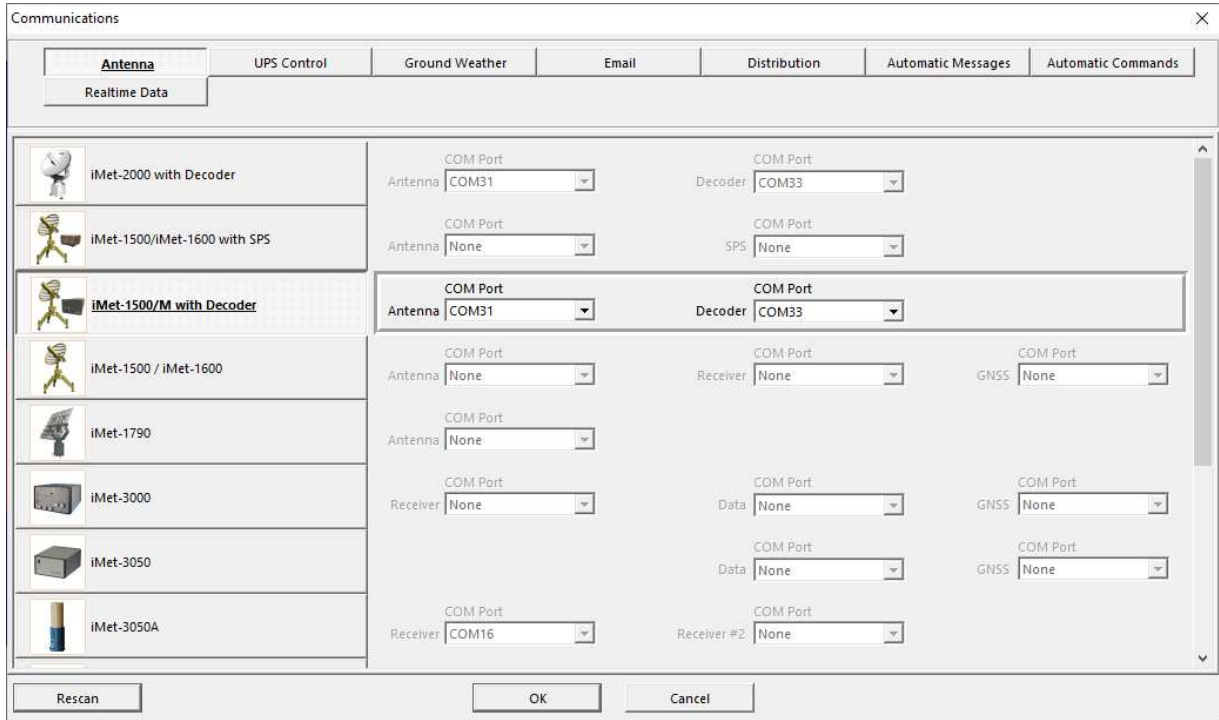 Communications
Antenna UPS Control Ground Weather Email Distribution Automatic Messages Automatic Commands
Realtime Data
iMet-2000 with Decoder
COM Port COM Port
Antenna COM31 Decoder COM33
iMet-1500/iMet-1600 with SPS
COM Port COM Port
Antenna None SPS None
iMet-1500/M with Decoder
COM Port COM Port
Antenna COM31 Decoder COM33
iMet-1500 / iMet-1600
COM Port COM Port COM Port
Antenna None Receiver None GNSS None
iMet-1790
COM Port
Antenna None
iMet-3000
COM Port COM Port COM Port
Receiver None Data None GNSS None
iMet-3050
COM Port COM Port
Data None GNSS None
iMet-3050A
COM Port COM Port
Receiver COM16 Receiver #2 None
Rescan OK Cancel